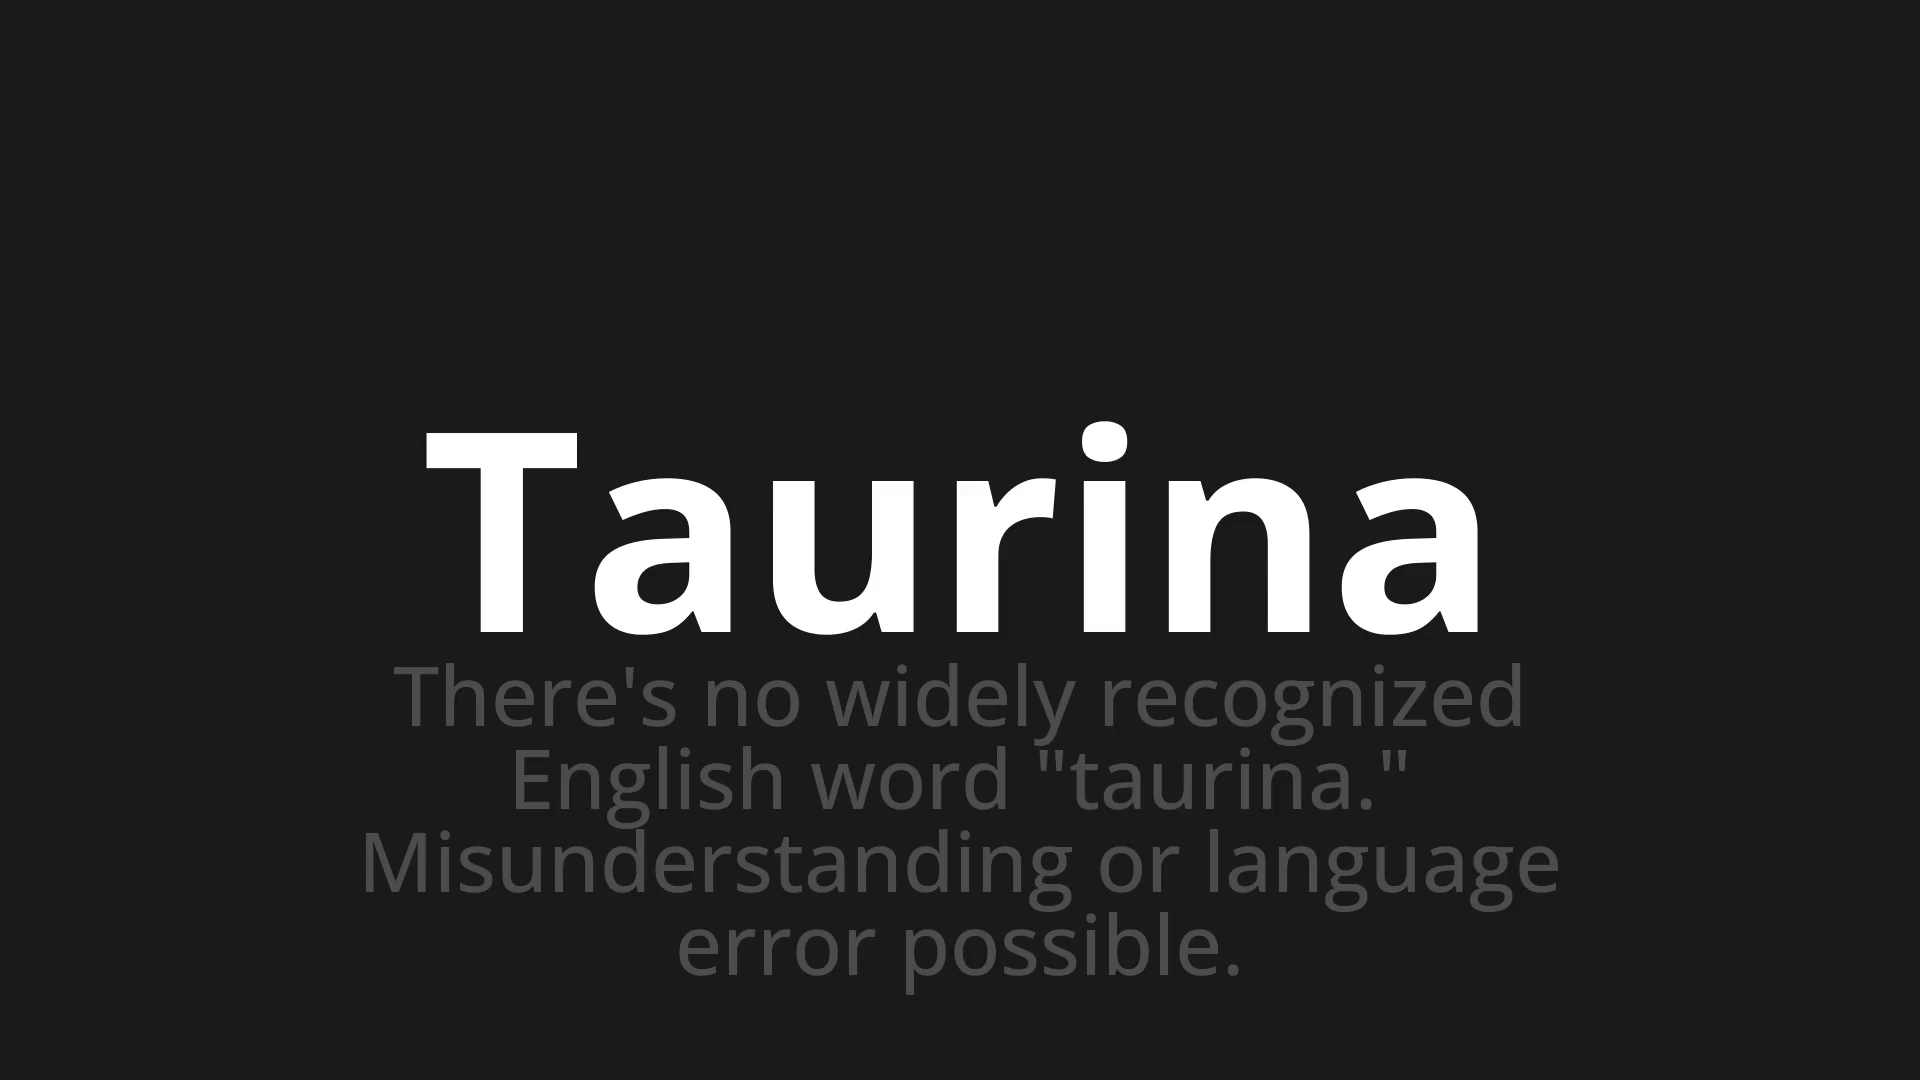 Taurina
There's no widely recognized
English word "taurina."
Misunderstanding or language
error possible.